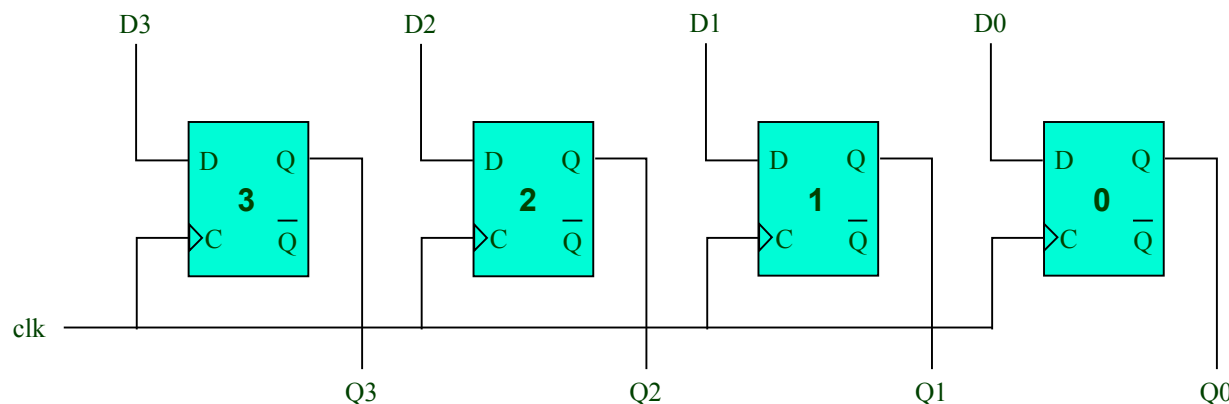 D3 D2 D1 D0
D Q D Q D Q D Q
3 2 1 0
C Q̅ C Q̅ C Q̅ C Q̅
clk
Q3 Q2 Q1 Q0